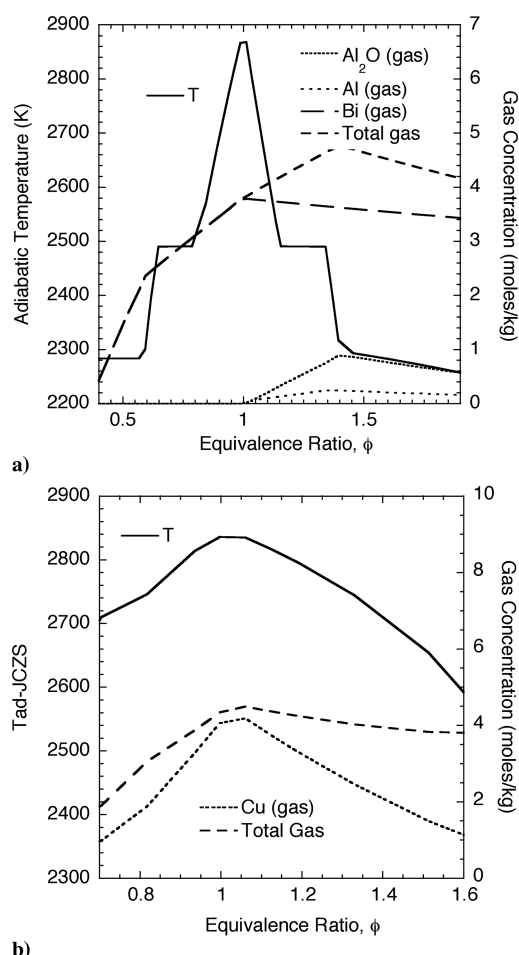 2900
2800
2700
2600
2500
2400
2300
2200
Adiabatic Temperature (K)
T
Al2O (gas)
Al (gas)
Bi (gas)
Total gas
7
6
5
4
3
2
1
0
Gas Concentration (moles/kg)
0.5 1 1.5
Equivalence Ratio, ϕ
a)
2900
2800
2700
2600
2500
2400
2300
Tad-JCZS
T
Cu (gas)
Total Gas
10
8
6
4
2
0
Gas Concentration (moles/kg)
0.8 1 1.2 1.4 1.6
Equivalence Ratio, ϕ
b)